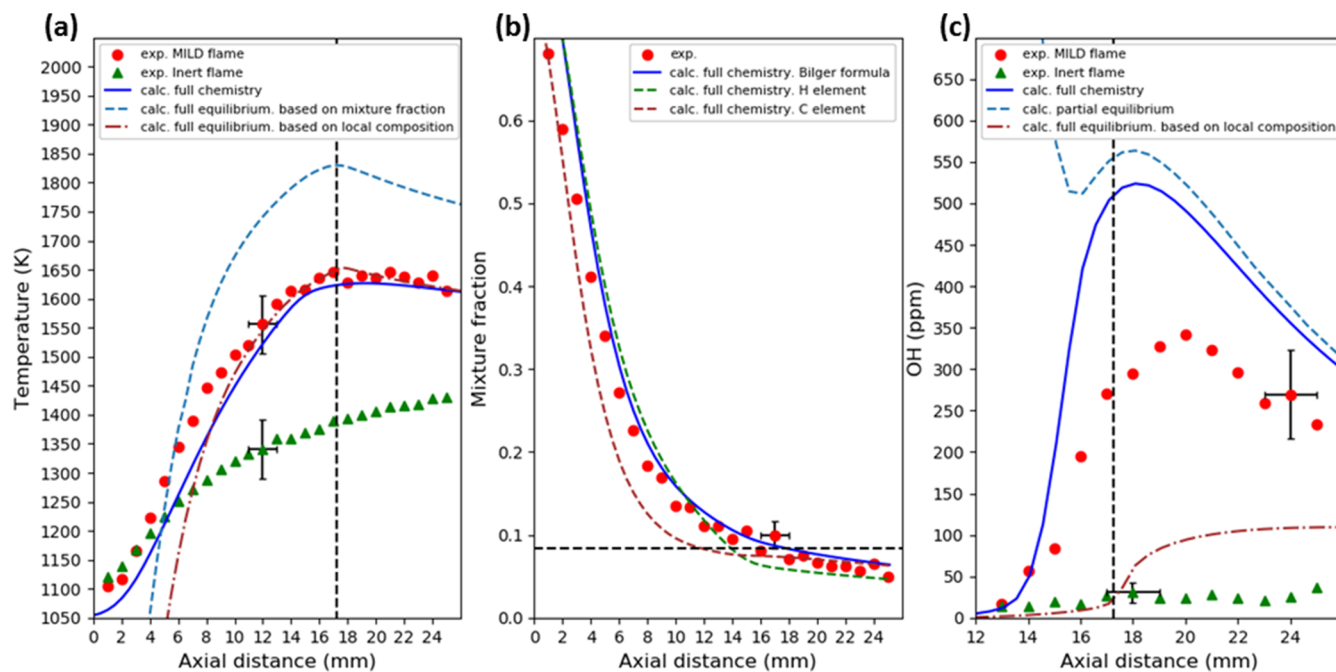 (a)
2000
1950
1900
1850
1800
1750
1700
1650
1600
1550
1500
1450
1400
1350
1300
1250
1200
1150
1100
1050
Temperature (K)
exp. MILD flame
exp. Inert flame
calc. full chemistry
calc. full equilibrium. based on mixture fraction
calc. full equilibrium. based on local composition
0 2 4 6 8 10 12 14 16 18 20 22 24
Axial distance (mm)
(b)
0.6
0.5
0.4
0.3
0.2
0.1
0.0
Mixture fraction
exp.
calc. full chemistry. Bilger formula
calc. full chemistry. H element
calc. full chemistry. C element
0 2 4 6 8 10 12 14 16 18 20 22 24
Axial distance (mm)
(c)
650
600
550
500
450
400
350
300
250
200
150
100
50
0
OH (ppm)
exp. MILD flame
exp. Inert flame
calc. full chemistry
calc. partial equilibrium
calc. full equilibrium. based on local composition
12 14 16 18 20 22 24
Axial distance (mm)